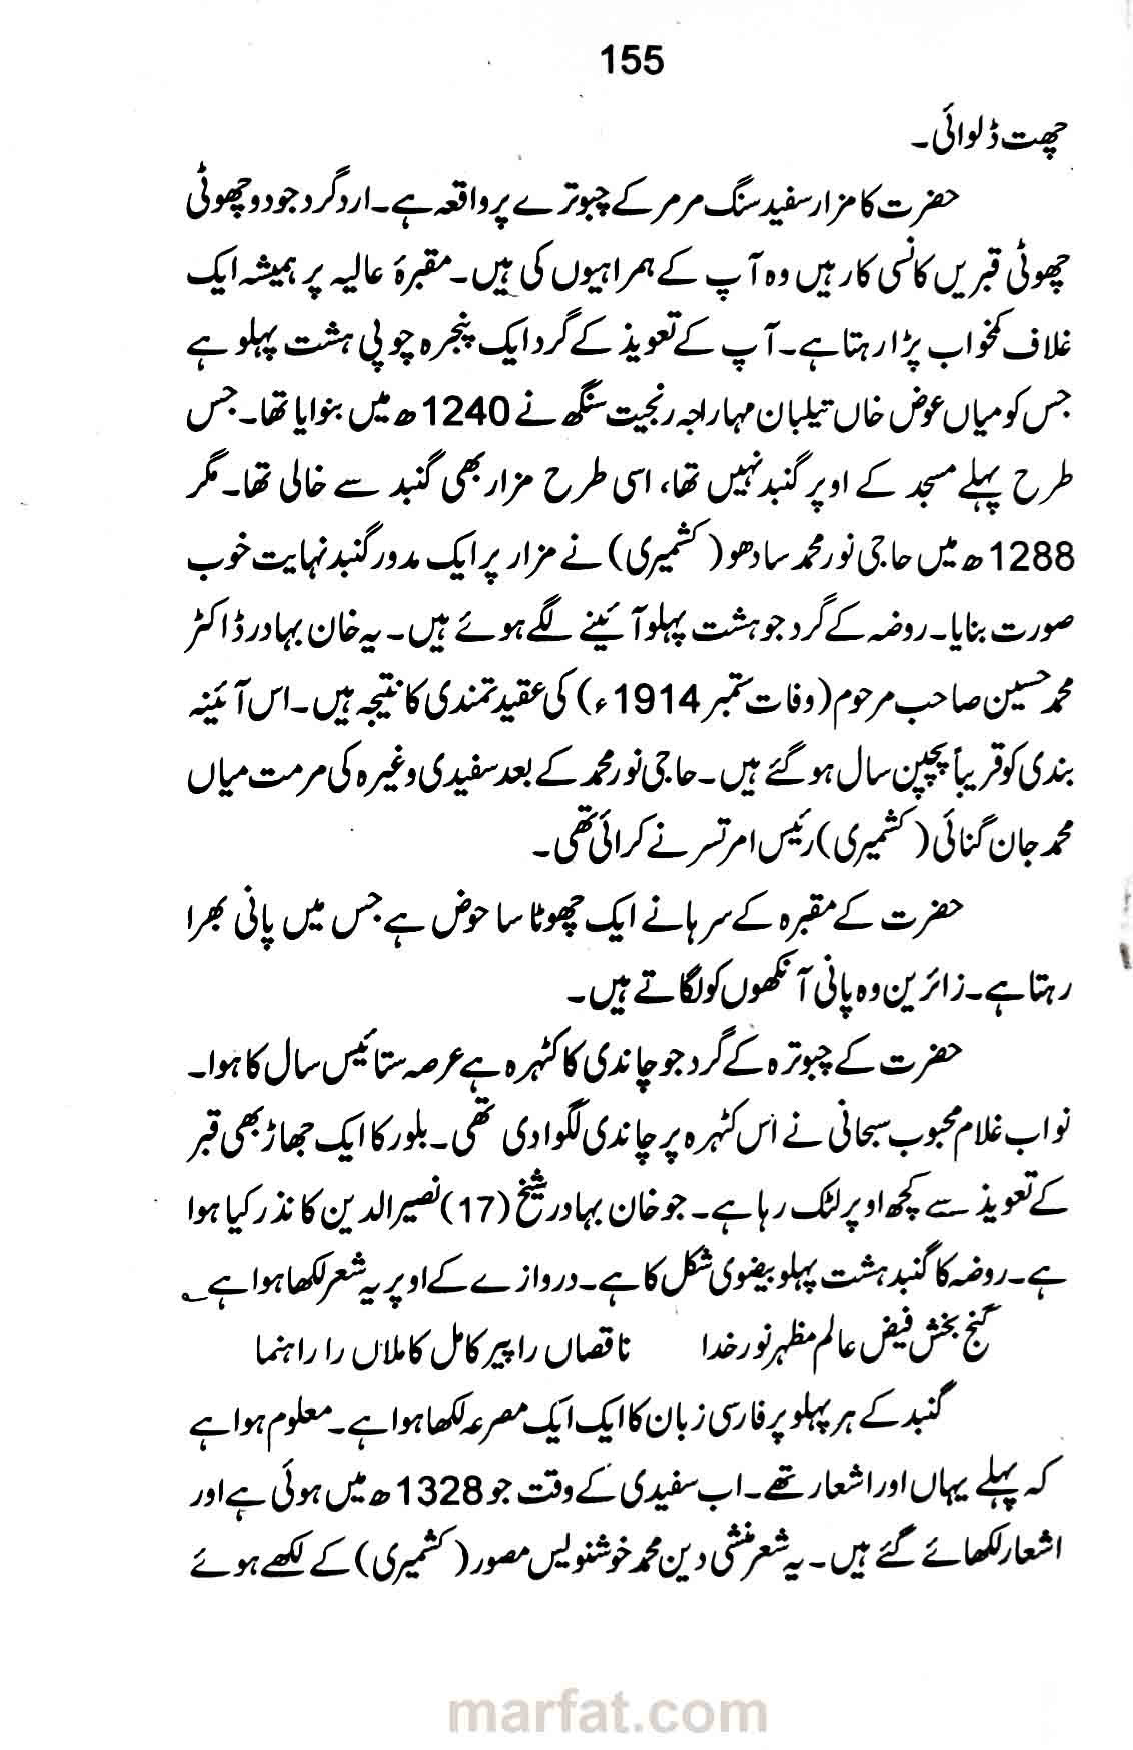 155
چھت ڈلوائی۔
حضرت کا مزار سفید سنگ مرمر کے چبوترے پر واقعہ ہے۔ اردگرد جو دو چھوٹی
چھوٹی قبریں کانسی کار ہیں وہ آپ کے ہمراہیوں کی ہیں۔ مقبرۂ عالیہ پر ہمیشہ ایک
غلاف کمخواب پڑا رہتا ہے۔ آپ کے تعویذ کے گرد ایک پنجرہ چوبی ہشت پہلو ہے
جس کو میاں عوض خاں تیلبان مہاراجہ رنجیت سنگھ نے 1240ھ میں بنوایا تھا۔ جس
طرح پہلے مسجد کے اوپر گنبد نہیں تھا، اسی طرح مزار بھی گنبد سے خالی تھا۔ مگر
1288ھ میں حاجی نور محمد سادھو (کشمیری) نے مزار پر ایک مدور گنبد نہایت خوب
صورت بنایا۔ روضہ کے گرد جو ہشت پہلو آئینے لگے ہوئے ہیں۔ یہ خان بہادر ڈاکٹر
محمد حسین صاحب مرحوم (وفات ستمبر 1914ء) کی عقیدتمندی کا نتیجہ ہیں۔ اس آئینہ
بندی کو قریباً پچپن سال ہو گئے ہیں۔ حاجی نور محمد کے بعد سفیدی وغیرہ کی مرمت میاں
محمد جان گنائی (کشمیری) رئیس امرتسر نے کرائی تھی۔
حضرت کے مقبرہ کے سرہانے ایک چھوٹا سا حوض ہے جس میں پانی بھرا
رہتا ہے۔ زائرین وہ پانی آنکھوں کو لگاتے ہیں۔
حضرت کے چبوترہ کے گرد جو چاندی کا کٹہرہ ہے عرصہ ستائیس سال کا ہوا۔
نواب غلام محبوب سبحانی نے اس کٹہرہ پر چاندی لگوا دی تھی۔ بلور کا ایک جھاڑ بھی قبر
کے تعویذ سے کچھ اوپر لٹک رہا ہے۔ جو خان بہادر شیخ (17) نصیر الدین کا نذر کیا ہوا
ہے۔ روضہ کا گنبد ہشت پہلو بیضوی شکل کا ہے۔ دروازے کے اوپر یہ شعر لکھا ہوا ہے ؎
گنج بخش فیض عالم مظہر نور خدا ناقصاں را پیر کامل کاملاں را راہنما
گنبد کے ہر پہلو پر فارسی زبان کا ایک ایک مصرعہ لکھا ہوا ہے۔ معلوم ہوا ہے
کہ پہلے یہاں اور اشعار تھے۔ اب سفیدی کے وقت جو 1328ھ میں ہوئی ہے اور
اشعار لکھائے گئے ہیں۔ یہ شعر منشی دین محمد خوشنویس مصور (کشمیری) کے لکھے ہوئے
marfat.com